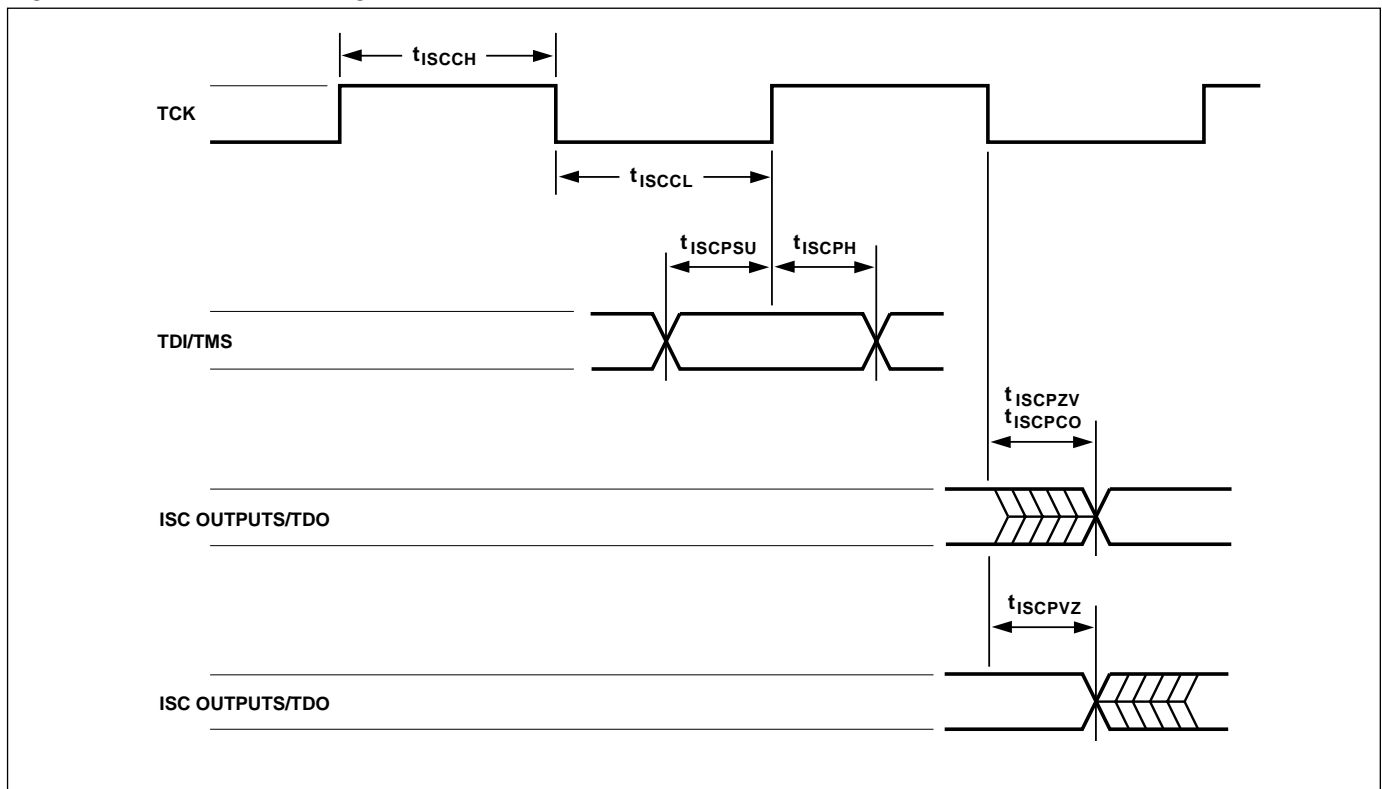 tISCCH
TCK
tISCCL
tISCPSU
tISCPH
TDI/TMS
tISCPZV
tISCPCO
ISC OUTPUTS/TDO
tISCPVZ
ISC OUTPUTS/TDO